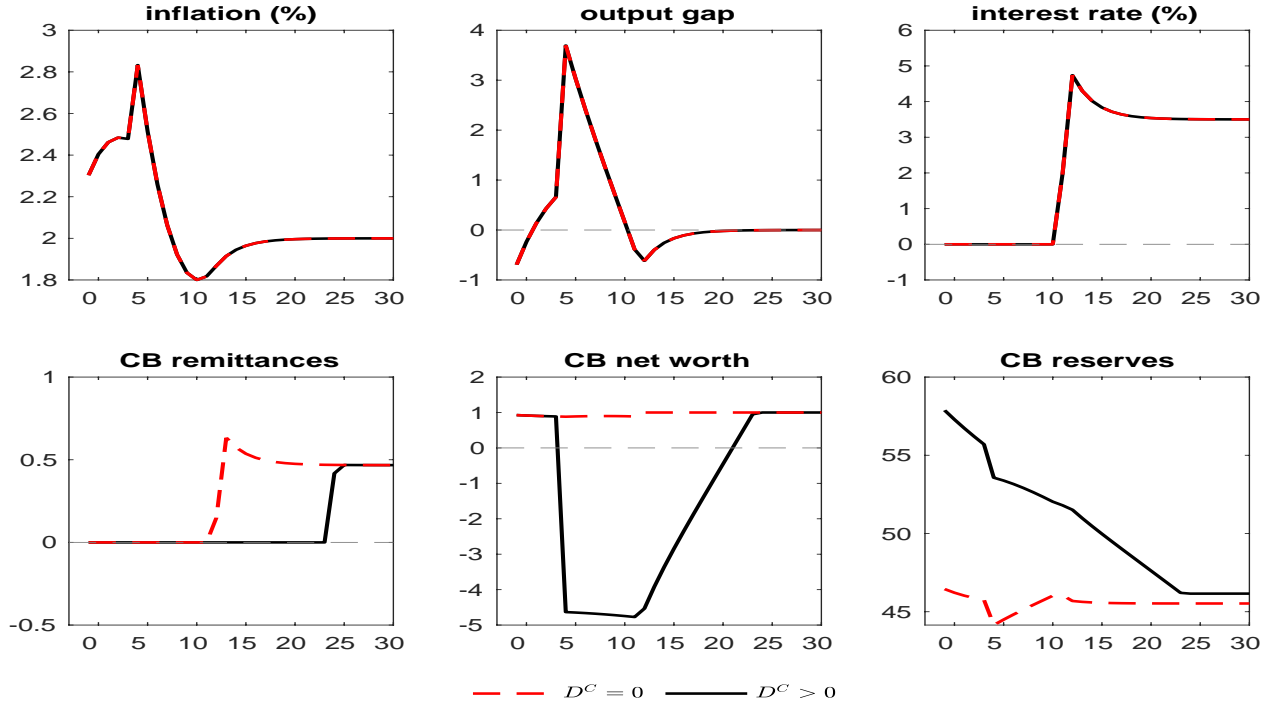 inflation (%)
output gap
interest rate (%)
3
2.8
2.6
2.4
2.2
2
1.8
0 5 10 15 20 25 30
4
3
2
1
0
-1
0 5 10 15 20 25 30
6
5
4
3
2
1
0
-1
0 5 10 15 20 25 30
CB remittances
CB net worth
CB reserves
1
0.5
0
-0.5
0 5 10 15 20 25 30
2
1
0
-1
-2
-3
-4
-5
0 5 10 15 20 25 30
60
55
50
45
0 5 10 15 20 25 30
D^C = 0 D^C > 0